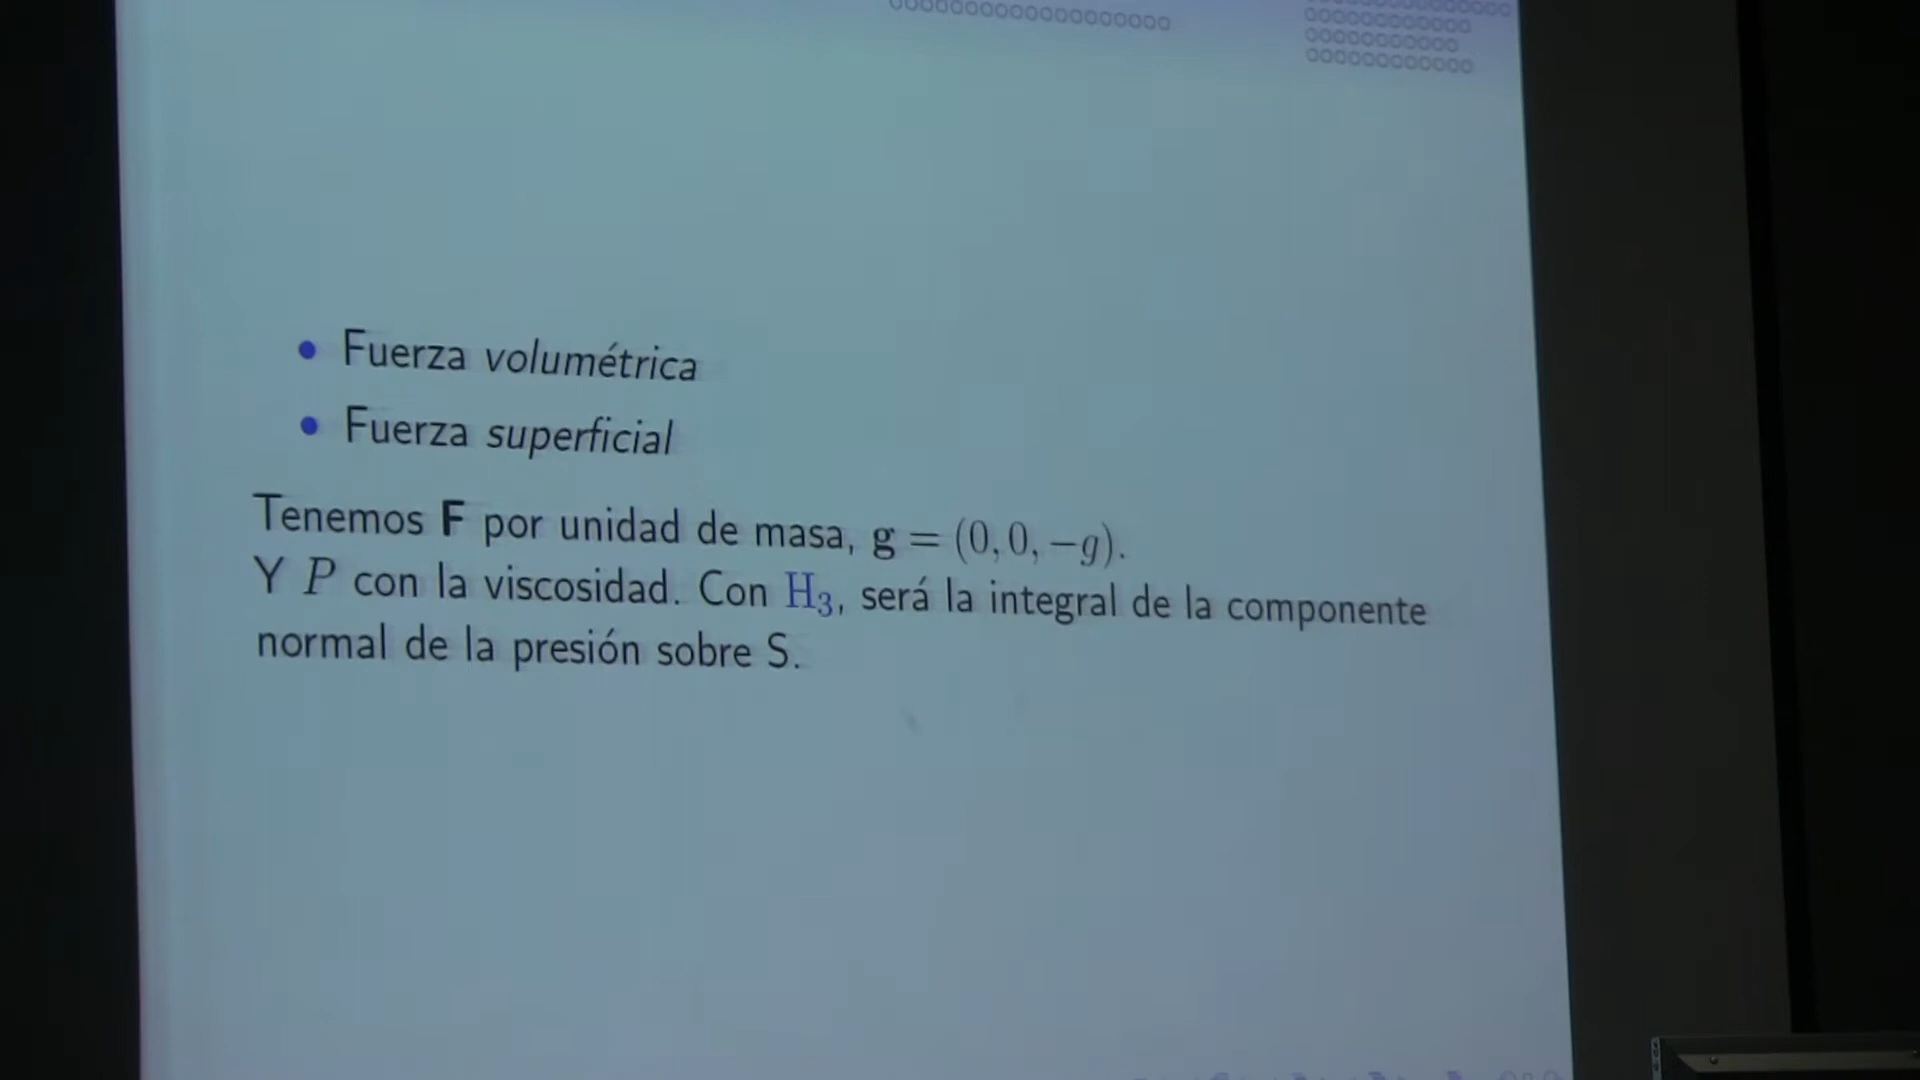 Fuerza volumétrica
Fuerza superficial
Tenemos F por unidad de masa, g = (0, 0, −g).
Y P con la viscosidad. Con H₃, será la integral de la componente
normal de la presión sobre S.